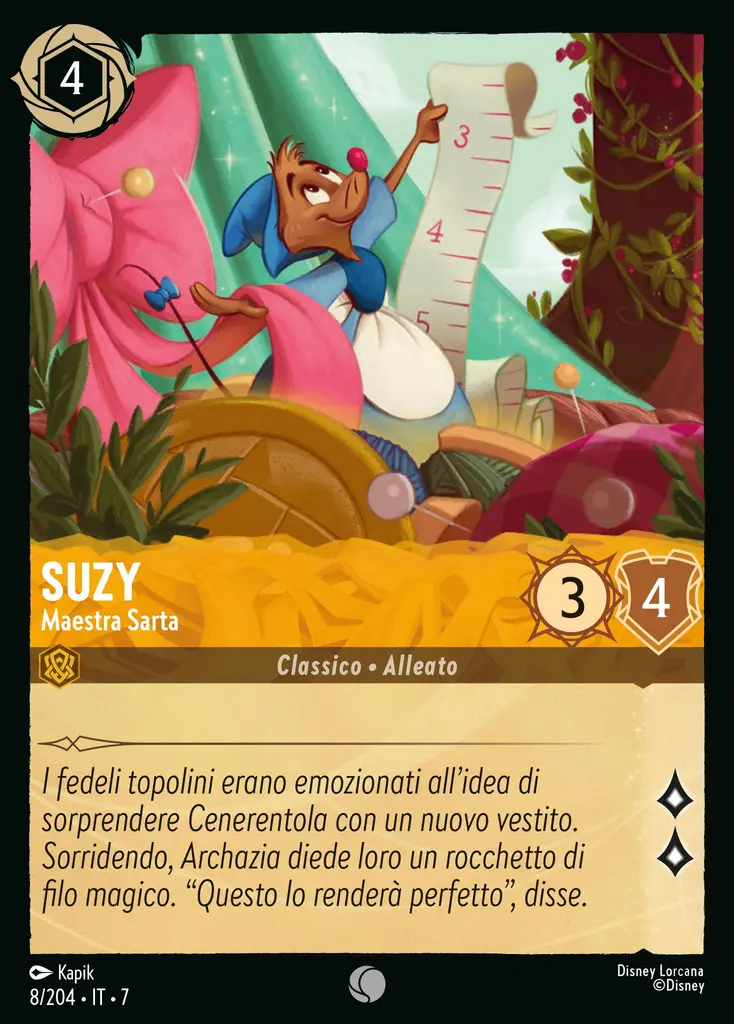 4
3
4
5
SUZY
Maestra Sarta
3
4
Classico • Alleato
I fedeli topolini erano emozionati all'idea di
sorprendere Cenerentola con un nuovo vestito.
Sorridendo, Archazia diede loro un rocchetto di
filo magico. “Questo lo renderà perfetto”, disse.
Kapik
Disney Lorcana
8/204 • IT • 7
©Disney